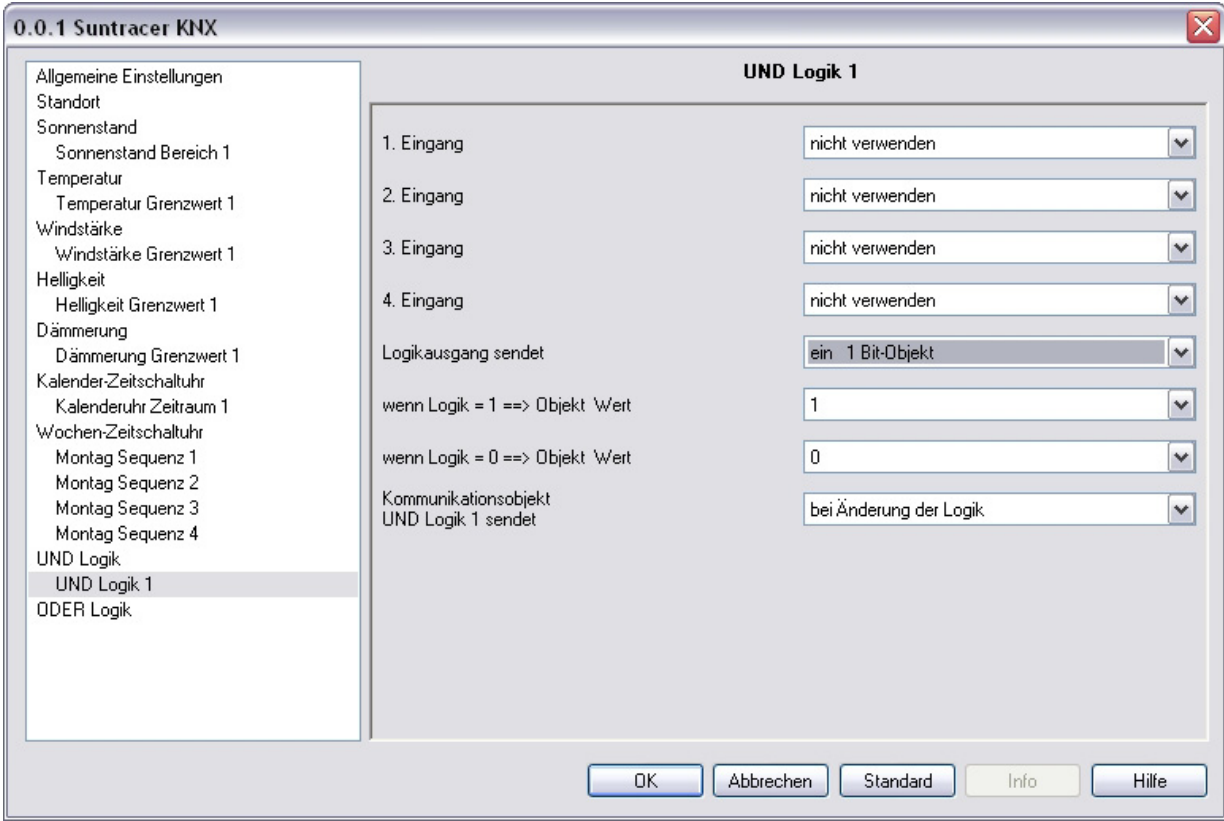 0.0.1 Suntracer KNX
Allgemeine Einstellungen
Standort
Sonnenstand
Sonnenstand Bereich 1
Temperatur
Temperatur Grenzwert 1
Windstärke
Windstärke Grenzwert 1
Helligkeit
Helligkeit Grenzwert 1
Dämmerung
Dämmerung Grenzwert 1
Kalender-Zeitschaltuhr
Kalenderuhr Zeitraum 1
Wochen-Zeitschaltuhr
Montag Sequenz 1
Montag Sequenz 2
Montag Sequenz 3
Montag Sequenz 4
UND Logik
UND Logik 1
ODER Logik
UND Logik 1
1. Eingang nicht verwenden
2. Eingang nicht verwenden
3. Eingang nicht verwenden
4. Eingang nicht verwenden
Logikausgang sendet ein 1 Bit-Objekt
wenn Logik = 1 ==> Objekt Wert 1
wenn Logik = 0 ==> Objekt Wert 0
Kommunikationsobjekt
UND Logik 1 sendet bei Änderung der Logik
OK Abbrechen Standard Info Hilfe